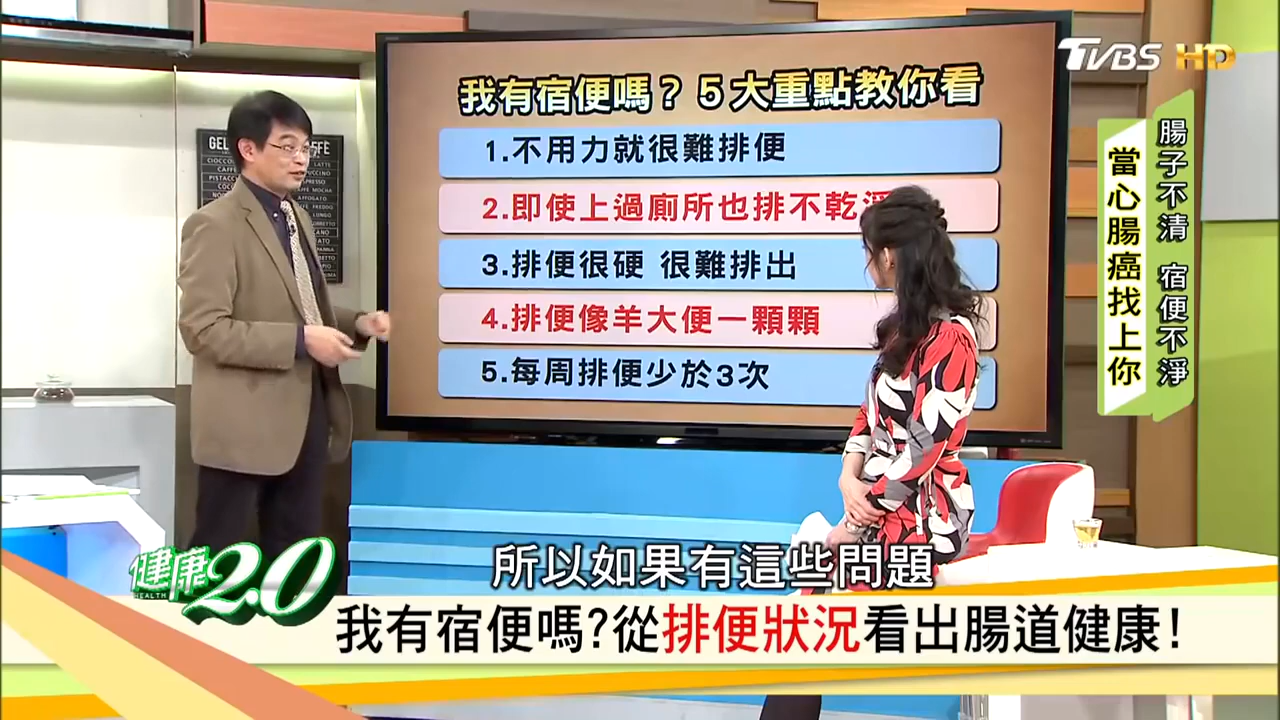 TVBS HD
我有宿便嗎？5大重點教你看
1.不用力就很難排便
2.即使上過廁所也排不乾淨
3.排便很硬 很難排出
4.排便像羊大便一顆顆
5.每周排便少於3次
腸子不清 宿便不淨
當心腸癌找上你
所以如果有這些問題
健康2.0
HEALTH
我有宿便嗎?從排便狀況看出腸道健康!